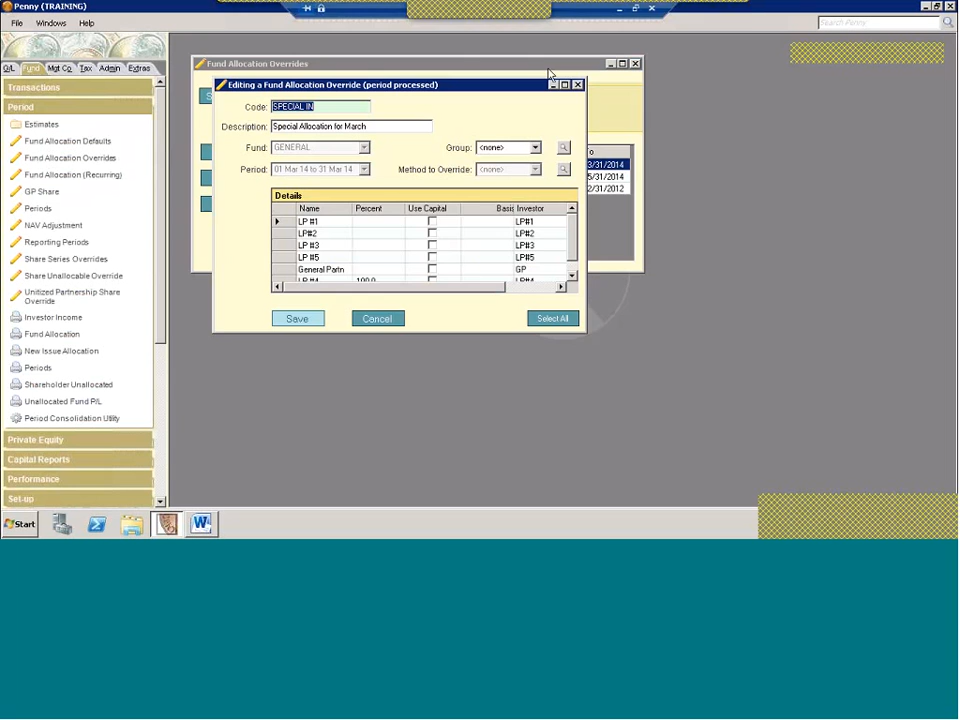 Penny (TRAINING)
File Windows Help
Search Penny
G/L Fund Mgt Co Tax Admin Extras
Transactions
Period
Estimates
Fund Allocation Defaults
Fund Allocation Overrides
Fund Allocation (Recurring)
GP Share
Periods
NAV Adjustment
Reporting Periods
Share Series Overrides
Share Unallocable Override
Unitized Partnership Share
Override
Investor Income
Fund Allocation
New Issue Allocation
Periods
Shareholder Unallocated
Unallocated Fund P/L
Period Consolidation Utility
Private Equity
Capital Reports
Performance
Set-up
Fund Allocation Overrides
3/31/2014
5/31/2014
2/31/2012
Editing a Fund Allocation Override (period processed)
Code: SPECIAL IN
Description: Special Allocation for March
Fund: GENERAL Group: <none>
Period: 01 Mar 14 to 31 Mar 14 Method to Override: <none>
Details
Name Percent Use Capital Basis Investor
LP #1 LP#1
LP#2 LP#2
LP #3 LP#3
LP #5 LP#5
General Partn GP
LP #4 100.0 LP#4
Save Cancel Select All
Start